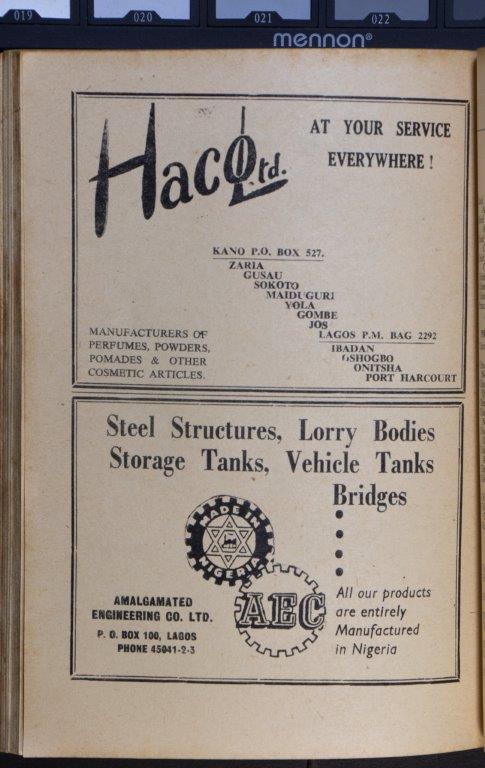 019
020
021
022
mennon®
Haco Ltd.
AT YOUR SERVICE
EVERYWHERE !
KANO P.O. BOX 527.
ZARIA
GUSAU
SOKOTO
MAIDUGURI
YOLA
GOMBE
JOS
LAGOS P.M. BAG 2292
IBADAN
OSHOGBO
ONITSHA
PORT HARCOURT
MANUFACTURERS OF
PERFUMES, POWDERS,
POMADES & OTHER
COSMETIC ARTICLES.
Steel Structures, Lorry Bodies
Storage Tanks, Vehicle Tanks
Bridges
MADE IN
NIGERIA
AEC
AMALGAMATED
ENGINEERING CO. LTD.
P. O. BOX 100, LAGOS
PHONE 45041-2-3
All our products
are entirely
Manufactured
in Nigeria